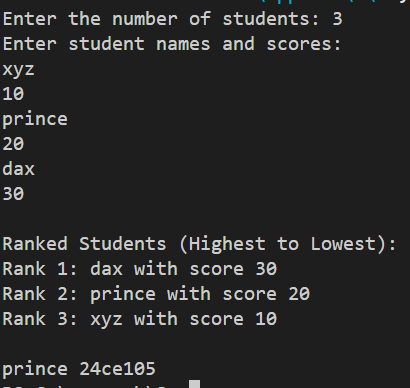 Enter the number of students: 3
Enter student names and scores:
xyz
10
prince
20
dax
30
Ranked Students (Highest to Lowest):
Rank 1: dax with score 30
Rank 2: prince with score 20
Rank 3: xyz with score 10
prince 24ce105